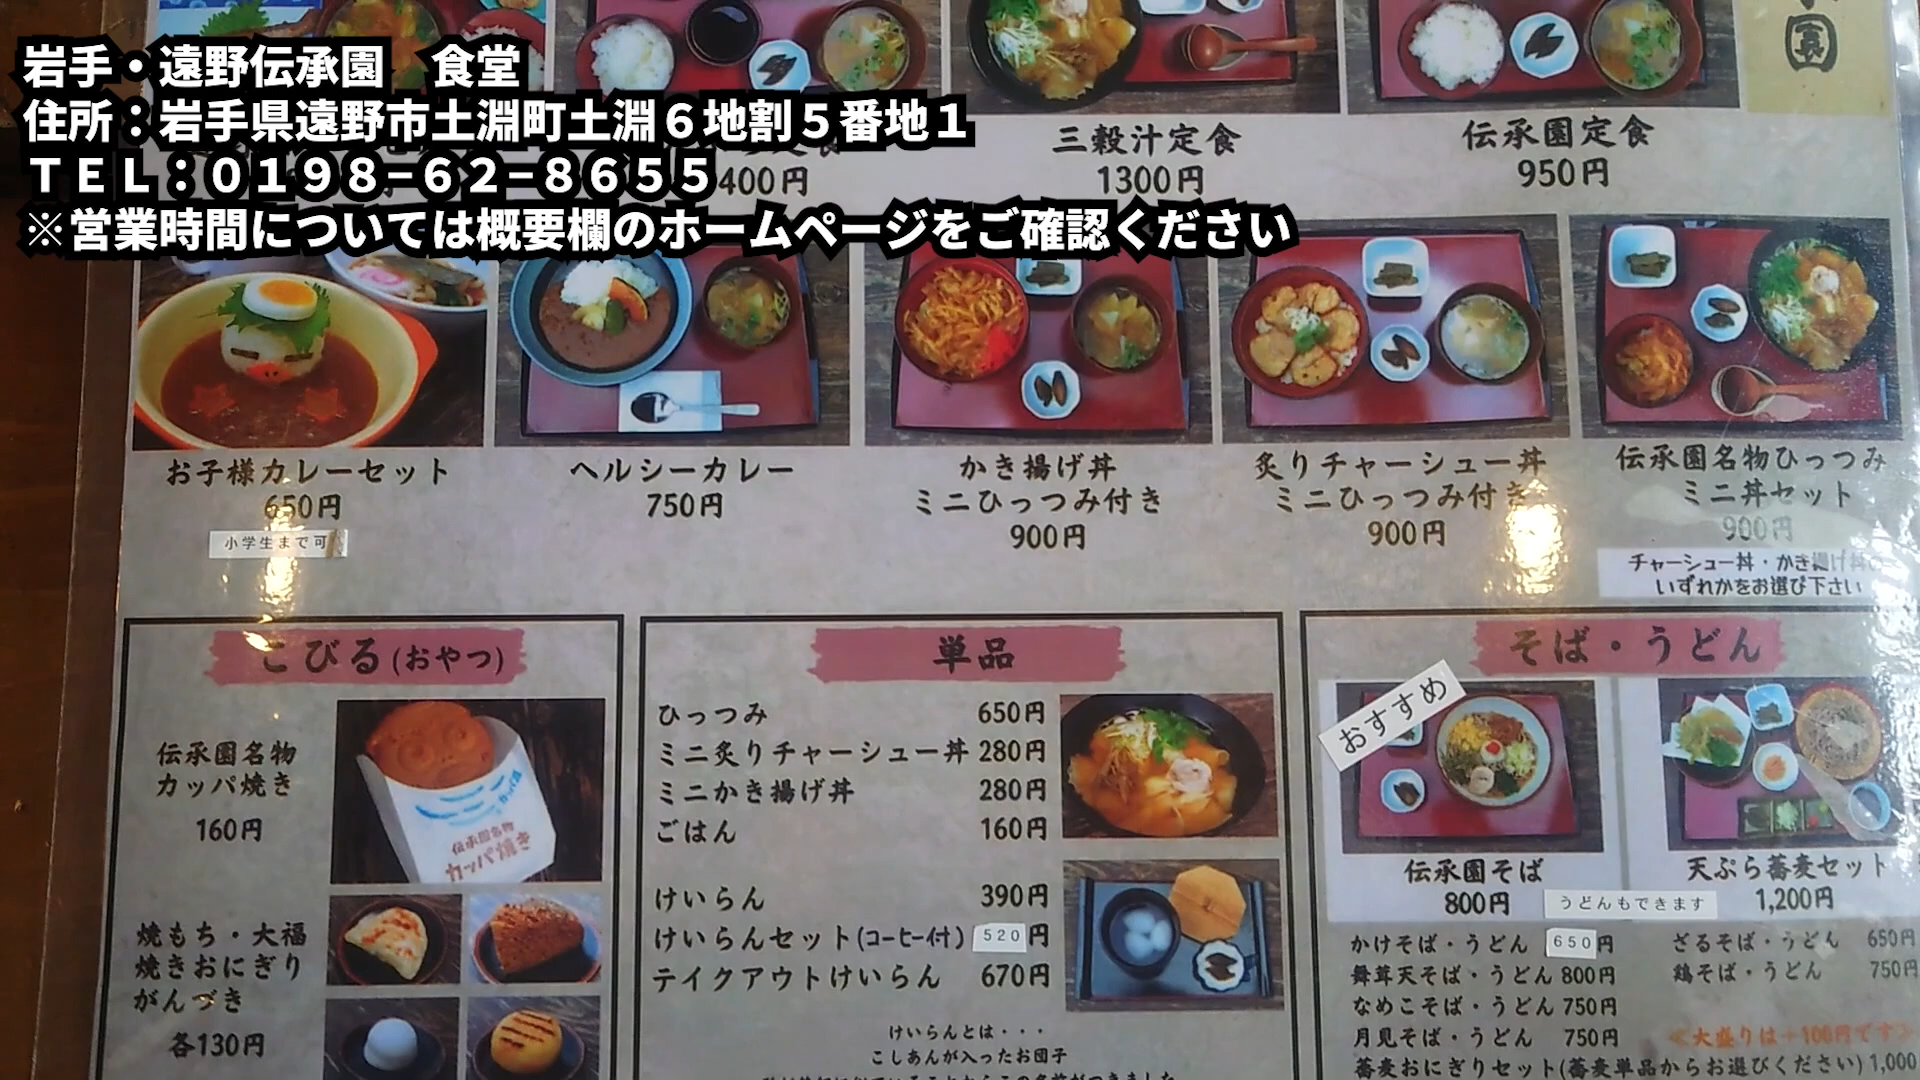 岩手・遠野伝承園　食堂
住所：岩手県遠野市土淵町土淵６地割５番地１
ＴＥＬ：０１９８−６２−８６５５
※営業時間については概要欄のホームページをご確認ください
400円
三穀汁定食
1300円
伝承園定食
950円
お子様カレーセット
650円
小学生まで可
ヘルシーカレー
750円
かき揚げ丼
ミニひっつみ付き
900円
炙りチャーシュー丼
ミニひっつみ付き
900円
伝承園名物ひっつみ
ミニ丼セット
900円
チャーシュー丼・かき揚げ丼の
いずれかをお選び下さい
こびる(おやつ)
伝承園名物
カッパ焼き
160円
伝承園名物
カッパ焼き
焼もち・大福
焼きおにぎり
がんづき
各130円
単品
ひっつみ 650円
ミニ炙りチャーシュー丼 280円
ミニかき揚げ丼 280円
ごはん 160円
けいらん 390円
けいらんセット(コーヒー付) 520円
テイクアウトけいらん 670円
けいらんとは・・・
こしあんが入ったお団子
そば・うどん
おすすめ
伝承園そば
800円
うどんもできます
天ぷら蕎麦セット
1,200円
かけそば・うどん 650円
舞茸天そば・うどん 800円
なめこそば・うどん 750円
月見そば・うどん 750円
ざるそば・うどん 650円
鶏そば・うどん 750円
<大盛りは＋100円です>
蕎麦おにぎりセット(蕎麦単品からお選びください) 1,000